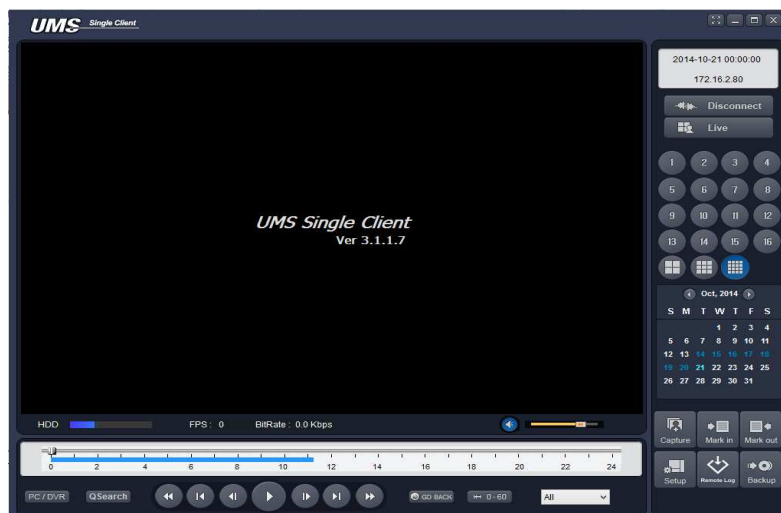 UMS Single Client
2014-10-21 00:00:00
172.16.2.80
Disconnect
Live
1 2 3 4
5 6 7 8
9 10 11 12
13 14 15 16
UMS Single Client
Ver 3.1.1.7
Oct, 2014
S M T W T F S
1 2 3 4
5 6 7 8 9 10 11
12 13 14 15 16 17 18
19 20 21 22 23 24 25
26 27 28 29 30 31
HDD FPS : 0 BitRate : 0.0 Kbps
Capture Mark in Mark out
0 2 4 6 8 10 12 14 16 18 20 22 24
Setup Remote Log Backup
PC / DVR QSearch GO BACK 0 - 60 All